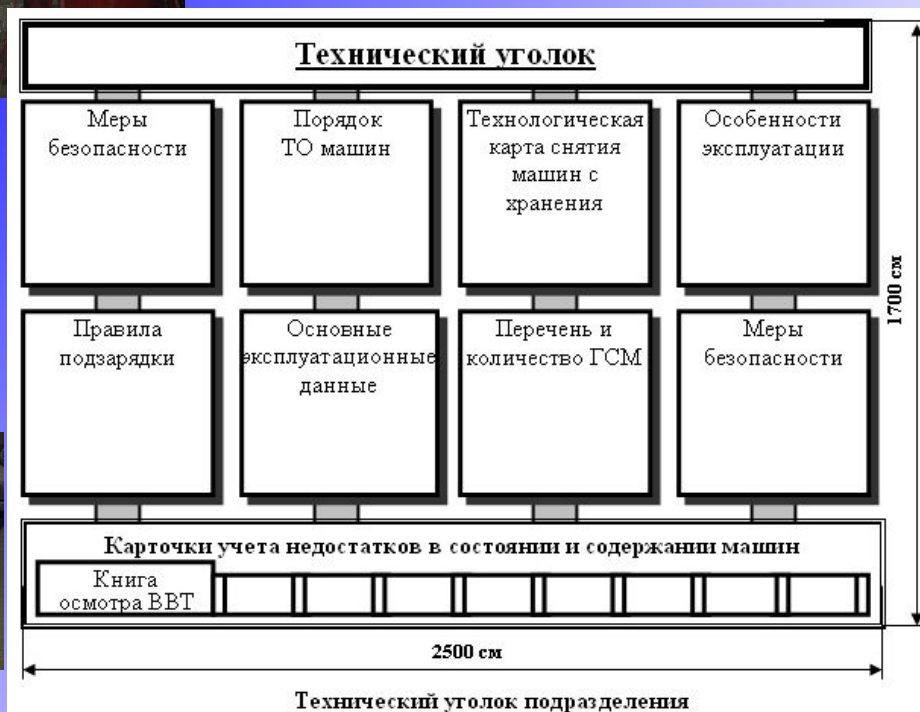 Технический уголок
Меры
безопасности
Порядок
ТО машин
Технологическая
карта снятия
машин с
хранения
Особенности
эксплуатации
Правила
подзарядки
Основные
эксплуатационные
данные
Перечень и
количество ГСМ
Меры
безопасности
1700 см
Карточки учета недостатков в состоянии и содержании машин
Книга
осмотра ВВТ
2500 см
Технический уголок подразделения